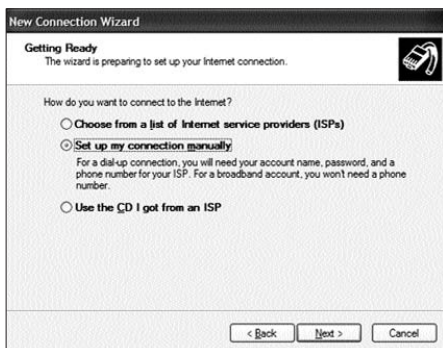 New Connection Wizard
Getting Ready
The wizard is preparing to set up your Internet connection.
How do you want to connect to the Internet?
Choose from a list of Internet service providers (ISPs)
Set up my connection manually
For a dial-up connection, you will need your account name, password, and a
phone number for your ISP. For a broadband account, you won't need a phone
number.
Use the CD I got from an ISP
< Back
Next >
Cancel